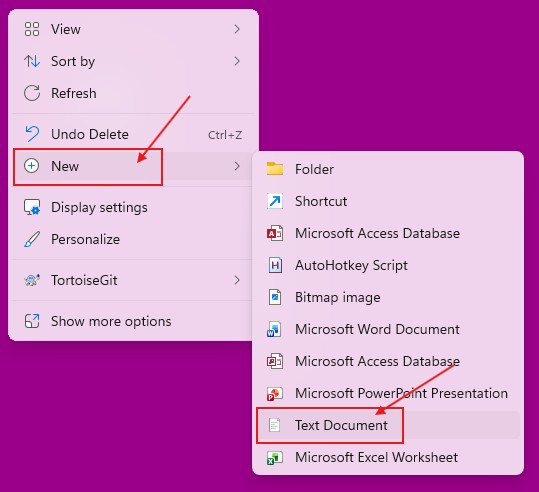 View
Sort by
Refresh
Undo Delete Ctrl+Z
New
Display settings
Personalize
TortoiseGit
Show more options
Folder
Shortcut
Microsoft Access Database
AutoHotkey Script
Bitmap image
Microsoft Word Document
Microsoft Access Database
Microsoft PowerPoint Presentation
Text Document
Microsoft Excel Worksheet